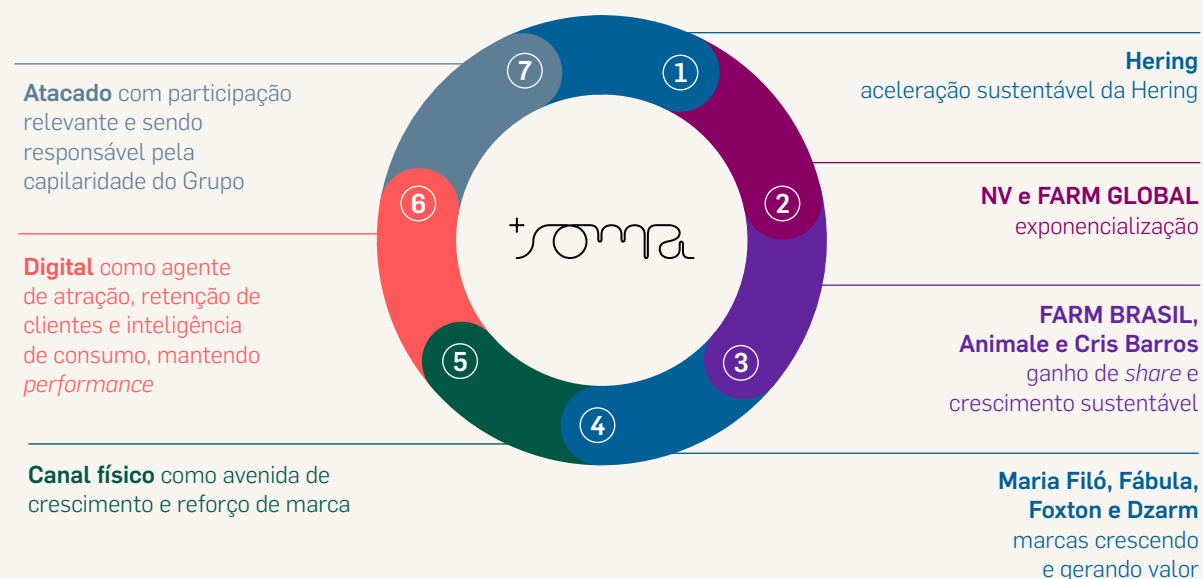 1
Hering
aceleração sustentável da Hering
2
NV e FARM GLOBAL
exponencialização
3
FARM BRASIL,
Animale e Cris Barros
ganho de share e
crescimento sustentável
4
Maria Filó, Fábula,
Foxton e Dzarm
marcas crescendo
e gerando valor
5
Canal físico como avenida de
crescimento e reforço de marca
6
Digital como agente
de atração, retenção de
clientes e inteligência
de consumo, mantendo
performance
7
Atacado com participação
relevante e sendo
responsável pela
capilaridade do Grupo
+soma